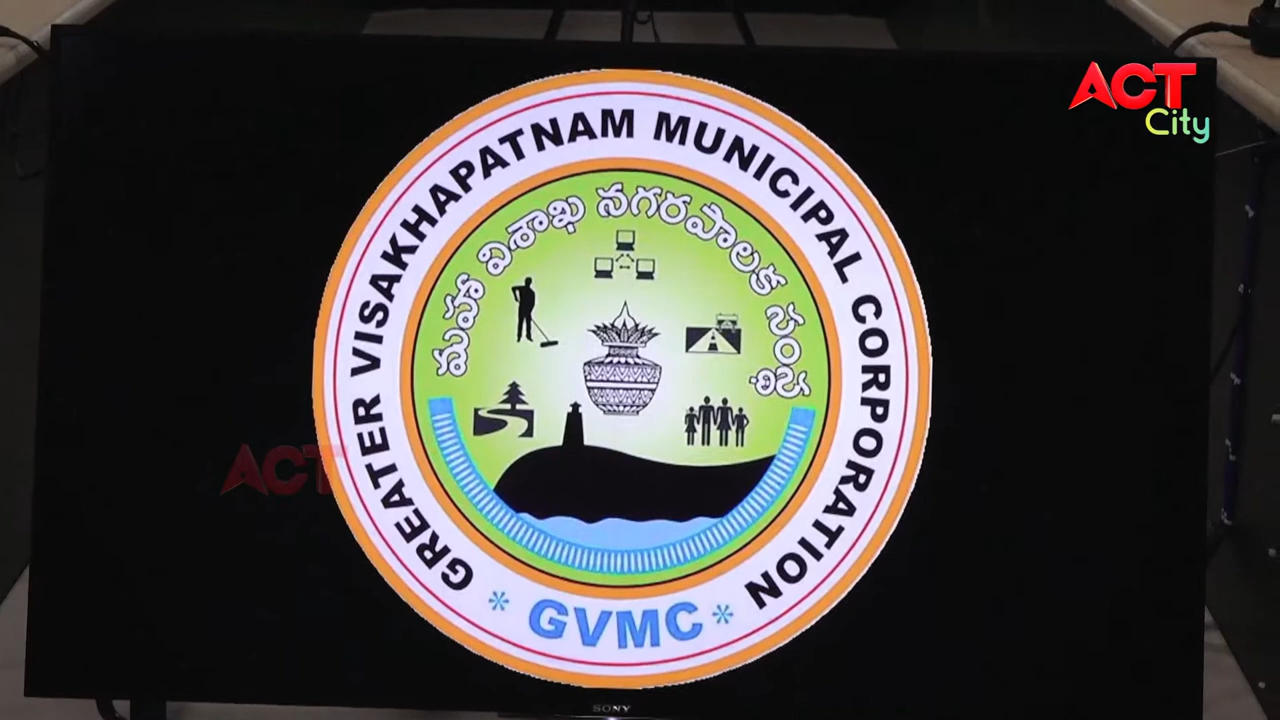 ACT
City
GREATER VISAKHAPATNAM MUNICIPAL CORPORATION
మహా విశాఖ నగరపాలక సంస్థ
ACT
* GVMC *
SONY